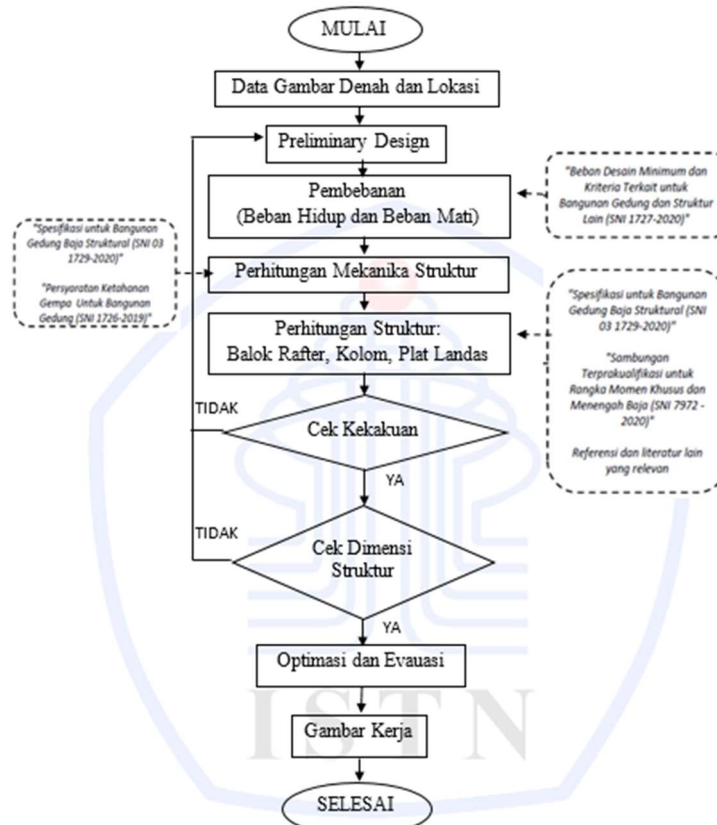 MULAI
Data Gambar Denah dan Lokasi
Preliminary Design
Pembebanan
(Beban Hidup dan Beban Mati)
"Beban Desain Minimum dan
Kriteria Terkait untuk
Bangunan Gedung dan Struktur
Lain (SNI 1727-2020)"
"Spesifikasi untuk Bangunan
Gedung Baja Struktural (SNI 03
1729-2020)"
"Persyaratan Ketahanan
Gempa Untuk Bangunan
Gedung (SNI 1726-2019)"
Perhitungan Mekanika Struktur
Perhitungan Struktur:
Balok Rafter, Kolom, Plat Landas
"Spesifikasi untuk Bangunan
Gedung Baja Struktural (SNI
03 1729-2020)"
"Sambungan
Terprakualifikasi untuk
Rangka Momen Khusus dan
Menengah Baja (SNI 7972 -
2020)"
Referensi dan literatur lain
yang relevan
TIDAK
Cek Kekakuan
YA
TIDAK
Cek Dimensi
Struktur
YA
Optimasi dan Evauasi
Gambar Kerja
ISTN
SELESAI